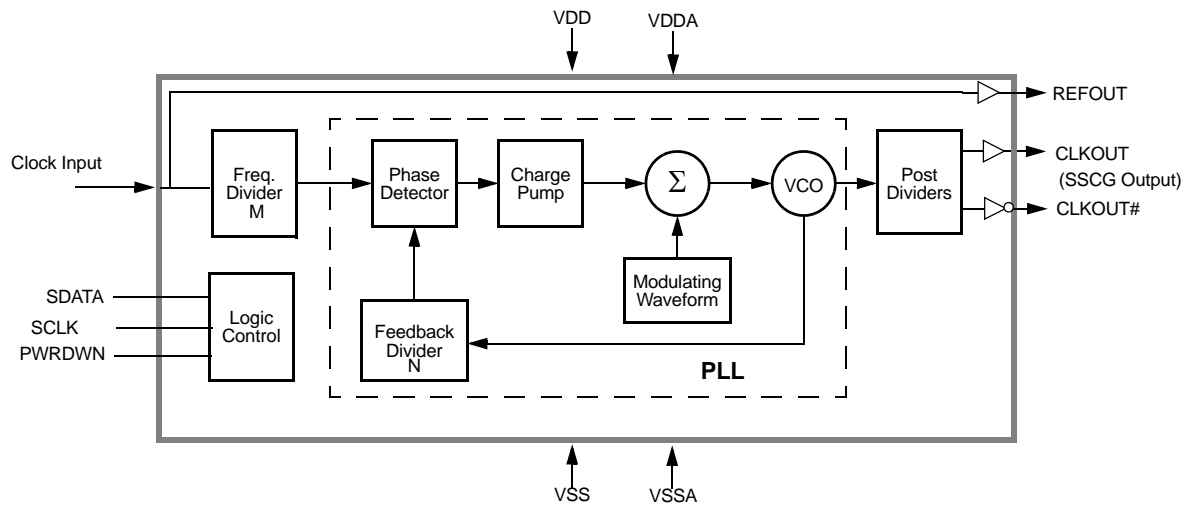 VDD
VDDA
REFOUT
Clock Input
Freq.
Divider
M
Phase
Detector
Charge
Pump
Σ
VCO
Post
Dividers
CLKOUT
(SSCG Output)
CLKOUT#
Modulating
Waveform
SDATA
SCLK
PWRDWN
Logic
Control
Feedback
Divider
N
PLL
VSS
VSSA